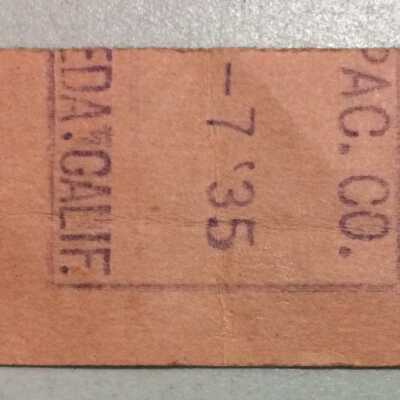 PAC. CO.
-7 '35
EDA. CALIF.